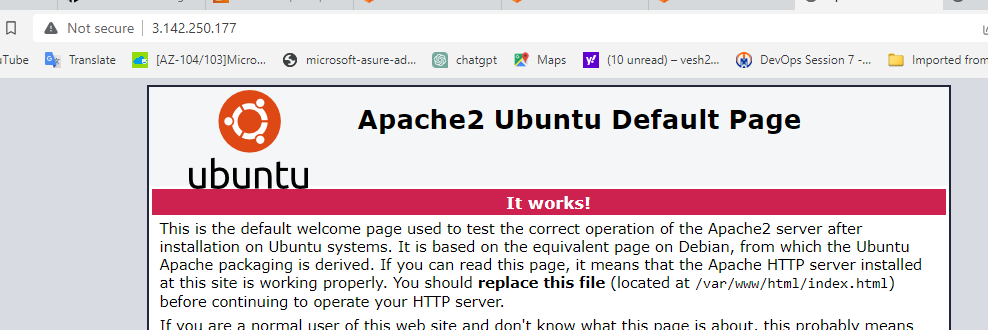 Not secure | 3.142.250.177
uTube Translate [AZ-104/103]Micro... microsoft-asure-ad... chatgpt Maps (10 unread) – vesh2... DevOps Session 7 -... Imported from
ubuntu
Apache2 Ubuntu Default Page
It works!
This is the default welcome page used to test the correct operation of the Apache2 server after
installation on Ubuntu systems. It is based on the equivalent page on Debian, from which the Ubuntu
Apache packaging is derived. If you can read this page, it means that the Apache HTTP server installed
at this site is working properly. You should replace this file (located at /var/www/html/index.html)
before continuing to operate your HTTP server.
If you are a normal user of this web site and don't know what this page is about, this probably means